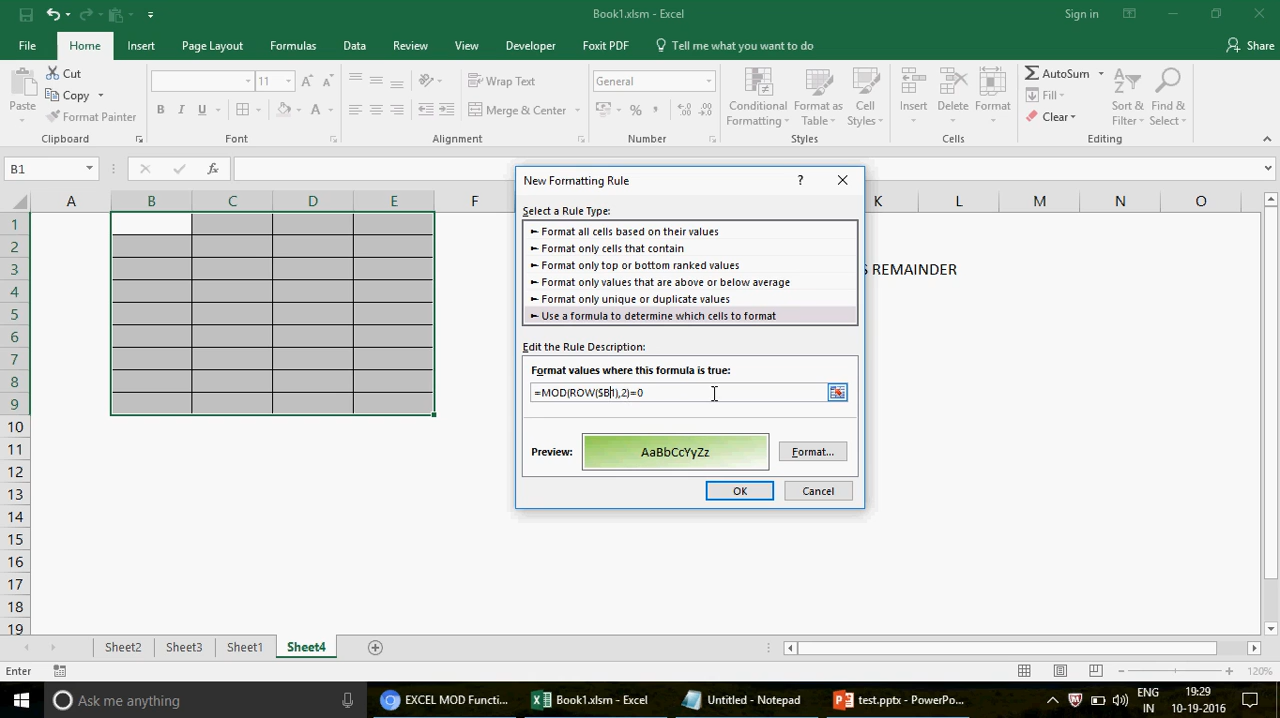 Book1.xlsm - Excel
Sign in
File Home Insert Page Layout Formulas Data Review View Developer Foxit PDF Tell me what you want to do Share
Paste
Cut
Copy
Format Painter
Clipboard
11
A A
B I U A
Font
Wrap Text
Merge & Center
Alignment
General
% ,
Number
Conditional Formatting
Format as Table
Cell Styles
Styles
Insert
Delete
Format
Cells
AutoSum
Fill
Clear
Sort & Filter
Find & Select
Editing
B1
fx
A B C D E F K L M N O
1
2
3
4
5
6
7
8
9
10
11
12
13
14
15
16
17
18
19
S REMAINDER
New Formatting Rule
?
Select a Rule Type:
► Format all cells based on their values
► Format only cells that contain
► Format only top or bottom ranked values
► Format only values that are above or below average
► Format only unique or duplicate values
► Use a formula to determine which cells to format
Edit the Rule Description:
Format values where this formula is true:
=MOD(ROW($B1),2)=0
Preview:
AaBbCcYyZz
Format...
OK
Cancel
Sheet2 Sheet3 Sheet1 Sheet4
Enter
120%
Ask me anything
EXCEL MOD Functi...
Book1.xlsm - Excel
Untitled - Notepad
test.pptx - PowerPo...
ENG
IN
19:29
10-19-2016